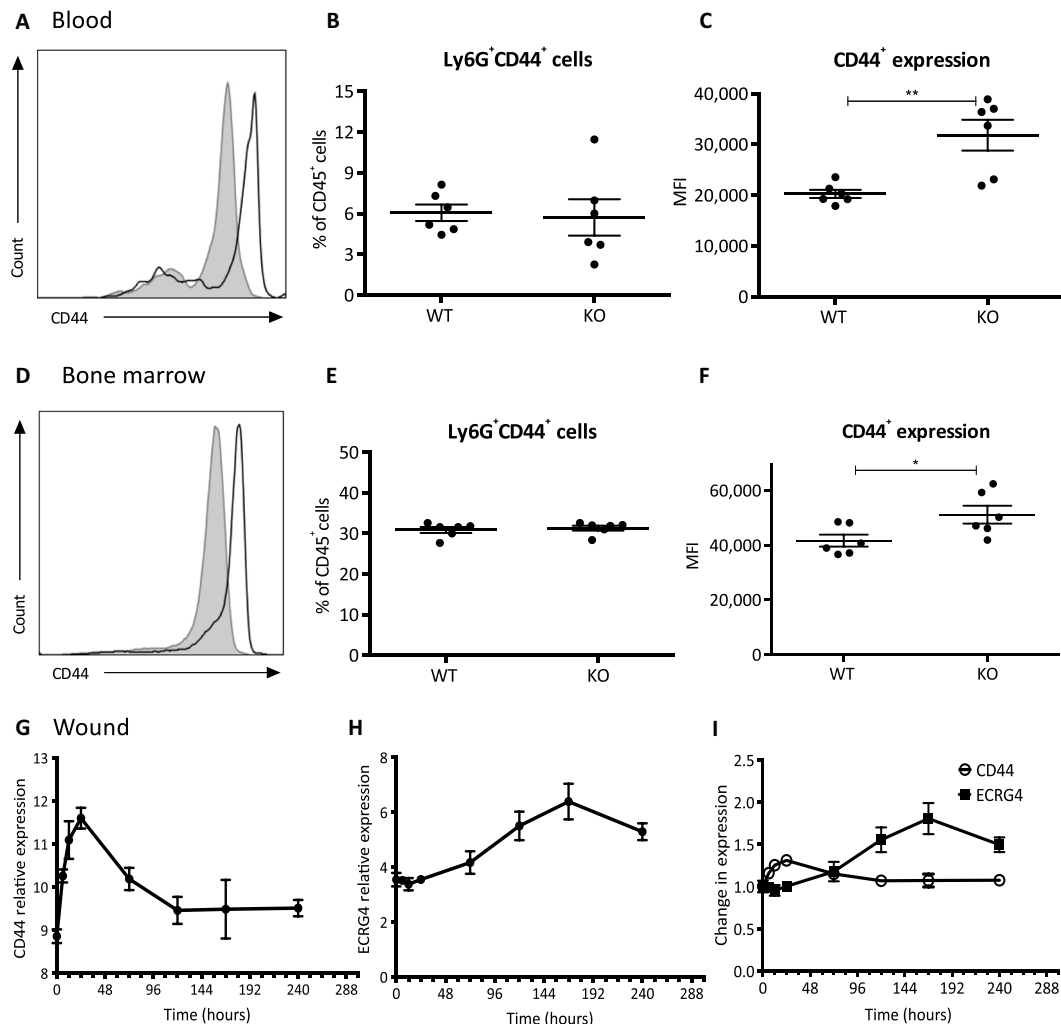 A Blood
Count
CD44
B
Ly6G+CD44+ cells
% of CD45+ cells
15
12
9
6
3
0
WT KO
C
CD44+ expression
**
MFI
40,000
30,000
20,000
10,000
0
WT KO
D Bone marrow
Count
CD44
E
Ly6G+CD44+ cells
% of CD45+ cells
50
40
30
20
10
0
WT KO
F
CD44+ expression
*
MFI
60,000
40,000
20,000
0
WT KO
G Wound
CD44 relative expression
13
12
11
10
9
8
0 48 96 144 192 240 288
Time (hours)
H
ECRG4 relative expression
8
6
4
2
0
0 48 96 144 192 240 288
Time (hours)
I
Change in expression
2.5
2.0
1.5
1.0
0.5
0.0
CD44
ECRG4
0 48 96 144 192 240 288
Time (hours)